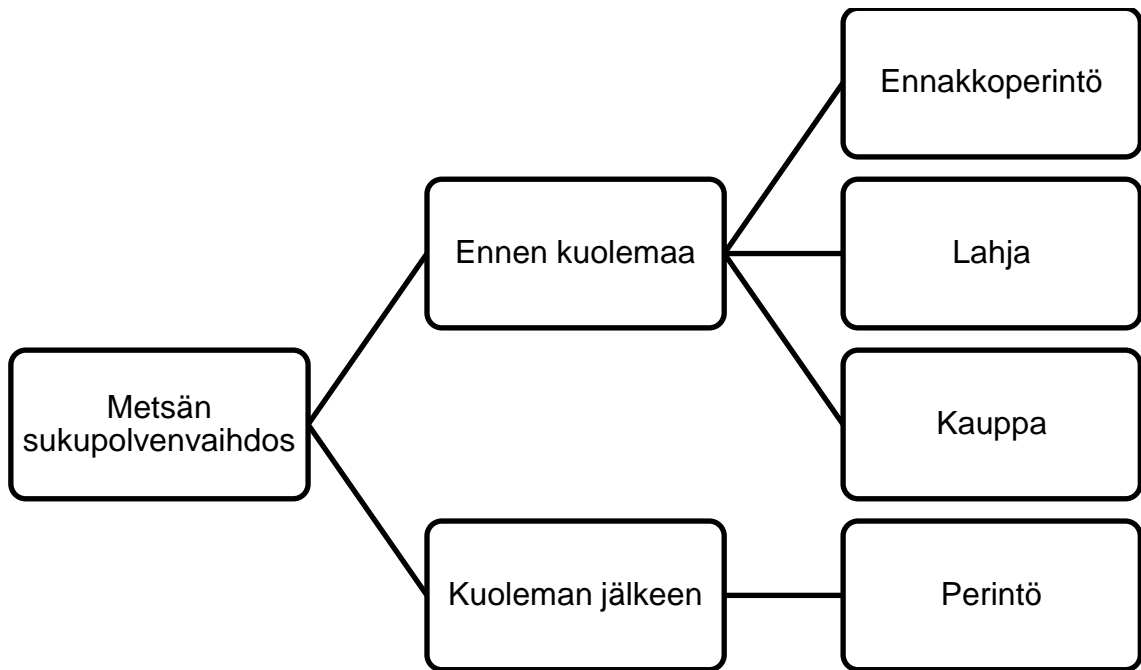 Metsän
sukupolvenvaihdos
Ennen kuolemaa
Ennakkoperintö
Lahja
Kauppa
Kuoleman jälkeen
Perintö